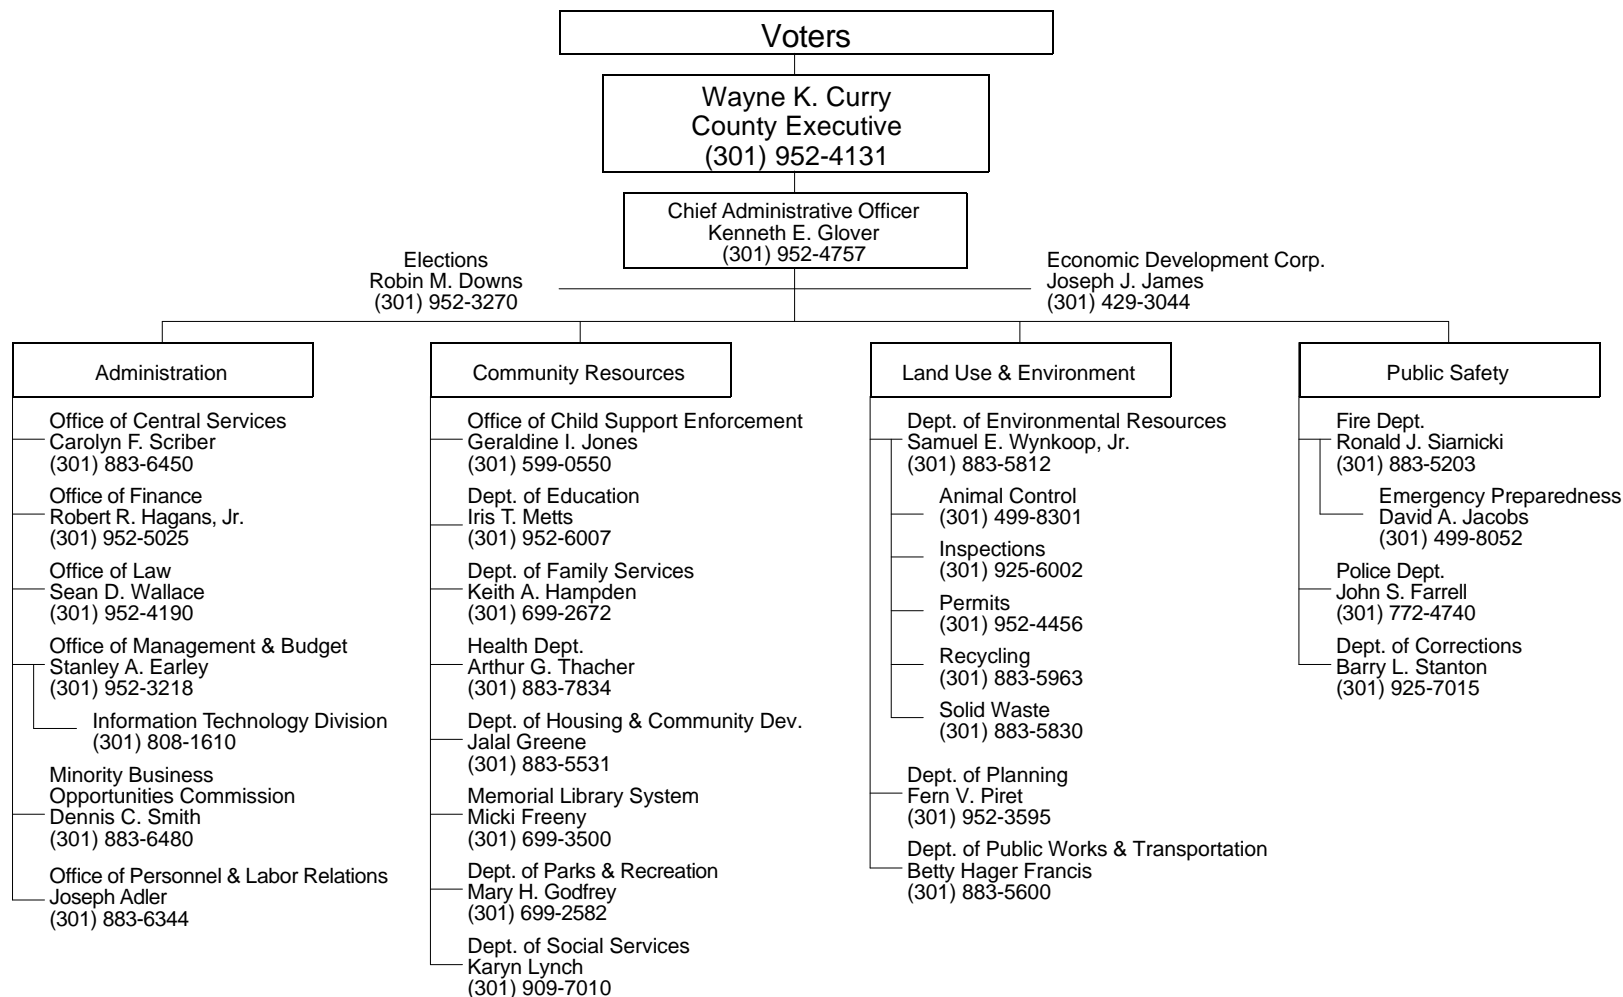 Voters
Wayne K. Curry
County Executive
(301) 952-4131
Chief Administrative Officer
Kenneth E. Glover
(301) 952-4757
Elections
Robin M. Downs
(301) 952-3270
Economic Development Corp.
Joseph J. James
(301) 429-3044
Administration
Office of Central Services
Carolyn F. Scriber
(301) 883-6450
Office of Finance
Robert R. Hagans, Jr.
(301) 952-5025
Office of Law
Sean D. Wallace
(301) 952-4190
Office of Management & Budget
Stanley A. Earley
(301) 952-3218
Information Technology Division
(301) 808-1610
Minority Business
Opportunities Commission
Dennis C. Smith
(301) 883-6480
Office of Personnel & Labor Relations
Joseph Adler
(301) 883-6344
Community Resources
Office of Child Support Enforcement
Geraldine I. Jones
(301) 599-0550
Dept. of Education
Iris T. Metts
(301) 952-6007
Dept. of Family Services
Keith A. Hampden
(301) 699-2672
Health Dept.
Arthur G. Thacher
(301) 883-7834
Dept. of Housing & Community Dev.
Jalal Greene
(301) 883-5531
Memorial Library System
Micki Freeny
(301) 699-3500
Dept. of Parks & Recreation
Mary H. Godfrey
(301) 699-2582
Dept. of Social Services
Karyn Lynch
(301) 909-7010
Land Use & Environment
Dept. of Environmental Resources
Samuel E. Wynkoop, Jr.
(301) 883-5812
Animal Control
(301) 499-8301
Inspections
(301) 925-6002
Permits
(301) 952-4456
Recycling
(301) 883-5963
Solid Waste
(301) 883-5830
Dept. of Planning
Fern V. Piret
(301) 952-3595
Dept. of Public Works & Transportation
Betty Hager Francis
(301) 883-5600
Public Safety
Fire Dept.
Ronald J. Siarnicki
(301) 883-5203
Emergency Preparedness
David A. Jacobs
(301) 499-8052
Police Dept.
John S. Farrell
(301) 772-4740
Dept. of Corrections
Barry L. Stanton
(301) 925-7015